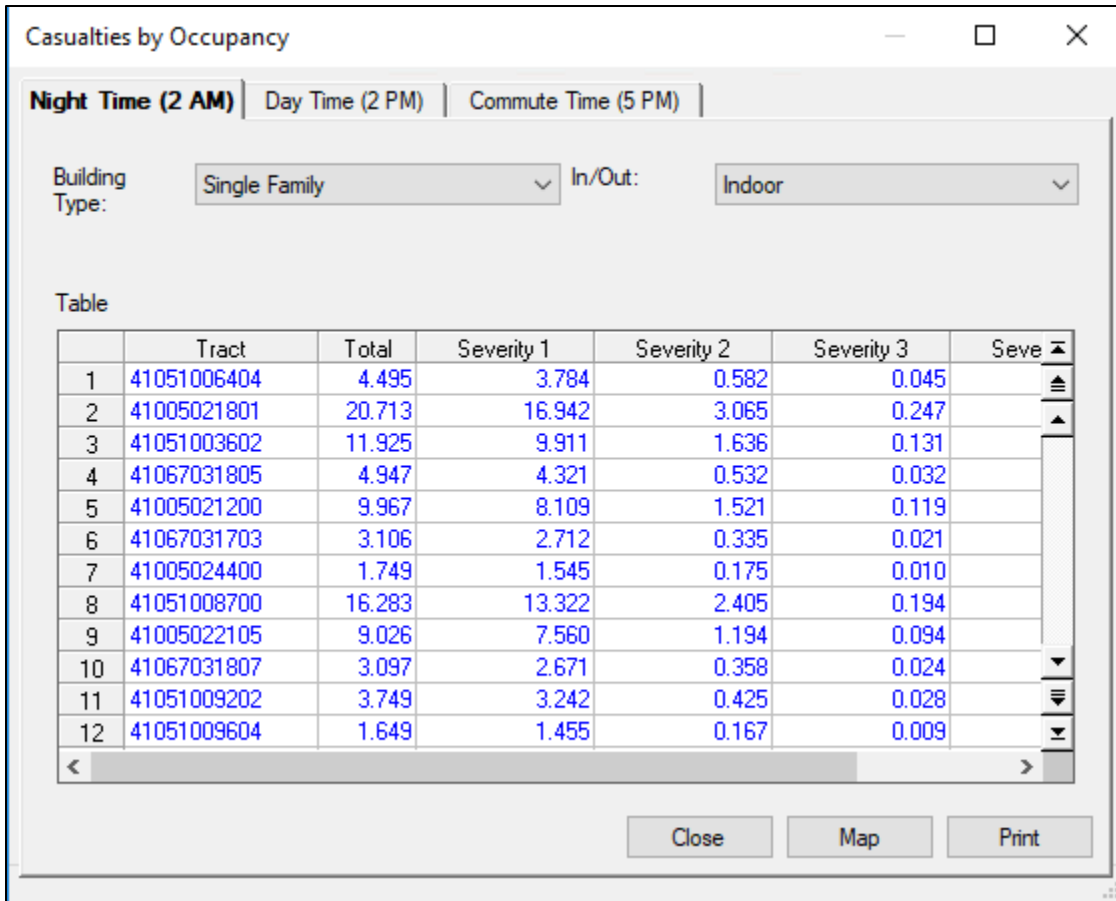 Casualties by Occupancy
Night Time (2 AM) Day Time (2 PM) Commute Time (5 PM)
Building Type: Single Family In/Out: Indoor
Table
Tract Total Severity 1 Severity 2 Severity 3 Seve
1 41051006404 4.495 3.784 0.582 0.045
2 41005021801 20.713 16.942 3.065 0.247
3 41051003602 11.925 9.911 1.636 0.131
4 41067031805 4.947 4.321 0.532 0.032
5 41005021200 9.967 8.109 1.521 0.119
6 41067031703 3.106 2.712 0.335 0.021
7 41005024400 1.749 1.545 0.175 0.010
8 41051008700 16.283 13.322 2.405 0.194
9 41005022105 9.026 7.560 1.194 0.094
10 41067031807 3.097 2.671 0.358 0.024
11 41051009202 3.749 3.242 0.425 0.028
12 41051009604 1.649 1.455 0.167 0.009
Close Map Print